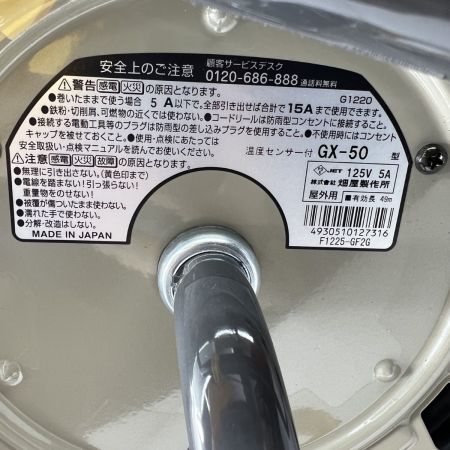 安全上のご注意
顧客サービスデスク
0120-686-888 通話料無料
⚠警告 感電 火災 の原因となります。
G1220
●巻いたままで使う場合 5 A以下で、全部引き出せば合計で 15Aまで使用できます。
●鉄粉・切削屑、可燃物の近くでは使わない。 ●コードリールは防雨型コンセントに接続すること。
●接続する電動工具等のプラグは防雨型の差し込みプラグを使用すること。 ●不使用時にはコンセント
キャップを被せておくこと。 ●使用・点検にあたっては
安全取扱い・点検マニュアルを読んでお使いください。
⚠注意 感電 火災 故障 の原因となります。
●無理に引き出さない。(黄色印まで)
●電線を踏まない!引っ張らない!
物をのせない!
●被覆が傷ついたまま使わない。
●濡れた手で使わない。
●分解・改造はしない。
MADE IN JAPAN
温度センサー付 GX-50 型
JET 125V 5A
株式会社 畑屋製作所
屋外用 ■有効長 49m
4930510127316
F1225-GF2G